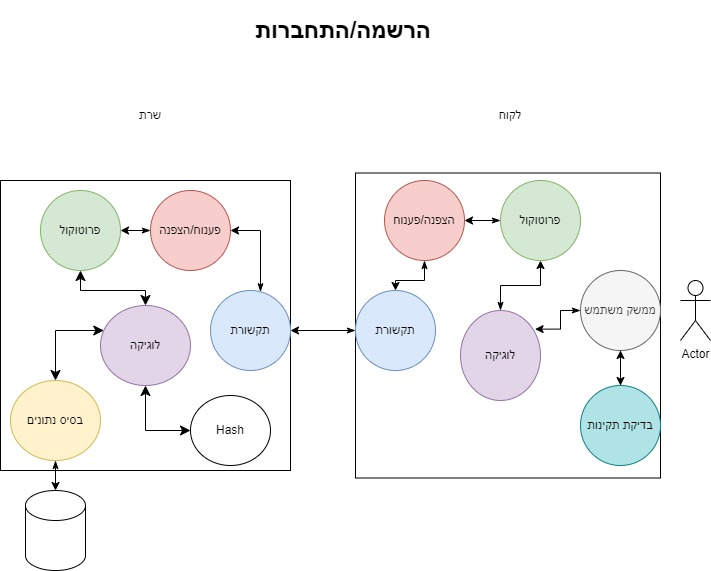 הרשמה/התחברות
לקוח
שרת
פרוטוקול
הצפנה/פענוח
פענוח/הצפנה
פרוטוקול
ממשק משתמש
תקשורת
תקשורת
לוגיקה
לוגיקה
Actor
בדיקת תקינות
Hash
בסיס נתונים